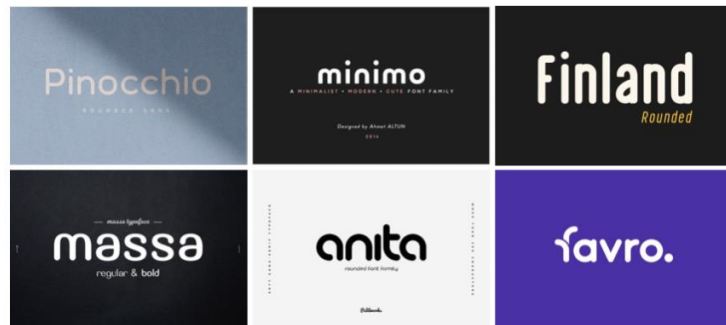 Pinocchio
ROUNDED SANS
minimo
A MINIMALIST • MODERN • CUTE FONT FAMILY
Designed by Ahmet ALTUN
2016
Finland
Rounded
massa typeface
massa
regular & bold
anita
rounded font family
favro.